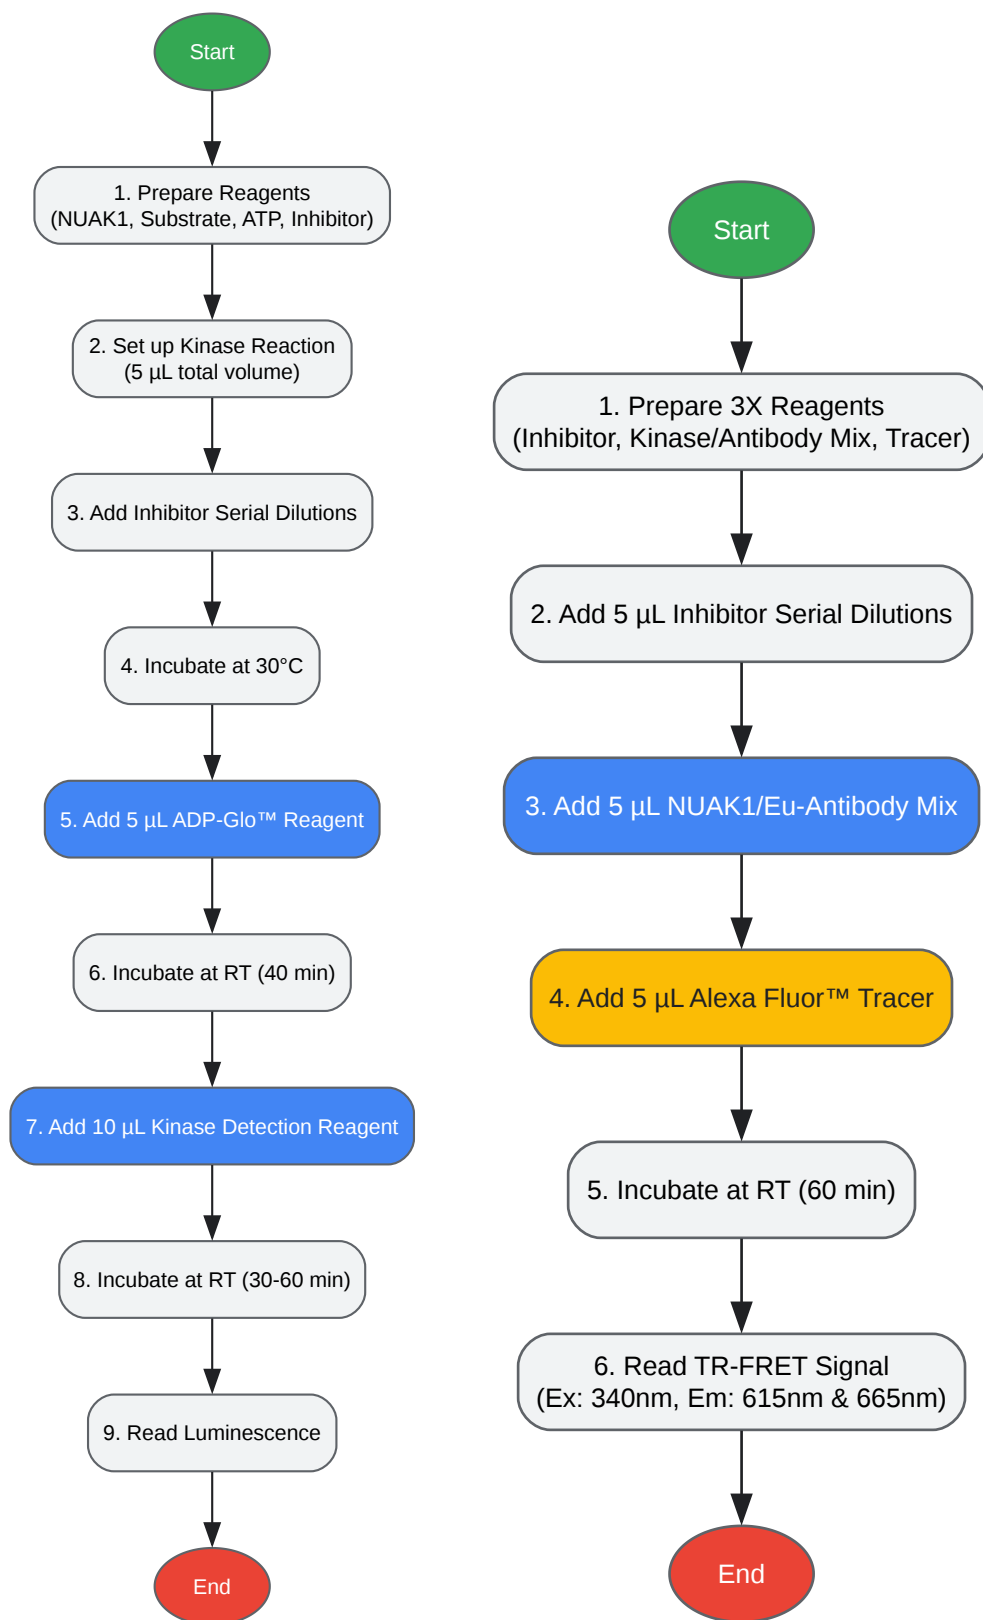 Start
1. Prepare Reagents
(NUAK1, Substrate, ATP, Inhibitor)
2. Set up Kinase Reaction
(5 µL total volume)
3. Add Inhibitor Serial Dilutions
4. Incubate at 30°C
5. Add 5 µL ADP-Glo™ Reagent
6. Incubate at RT (40 min)
7. Add 10 µL Kinase Detection Reagent
8. Incubate at RT (30-60 min)
9. Read Luminescence
End
Start
1. Prepare 3X Reagents
(Inhibitor, Kinase/Antibody Mix, Tracer)
2. Add 5 µL Inhibitor Serial Dilutions
3. Add 5 µL NUAK1/Eu-Antibody Mix
4. Add 5 µL Alexa Fluor™ Tracer
5. Incubate at RT (60 min)
6. Read TR-FRET Signal
(Ex: 340nm, Em: 615nm & 665nm)
End